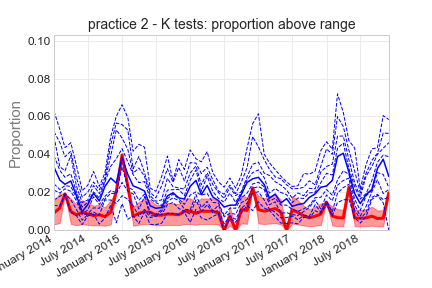 practice 2 - K tests: proportion above range
0.10
0.08
0.06
0.04
0.02
0.00
Proportion
nuary 2014
July 2014
January 2015
July 2015
January 2016
July 2016
January 2017
July 2017
January 2018
July 2018